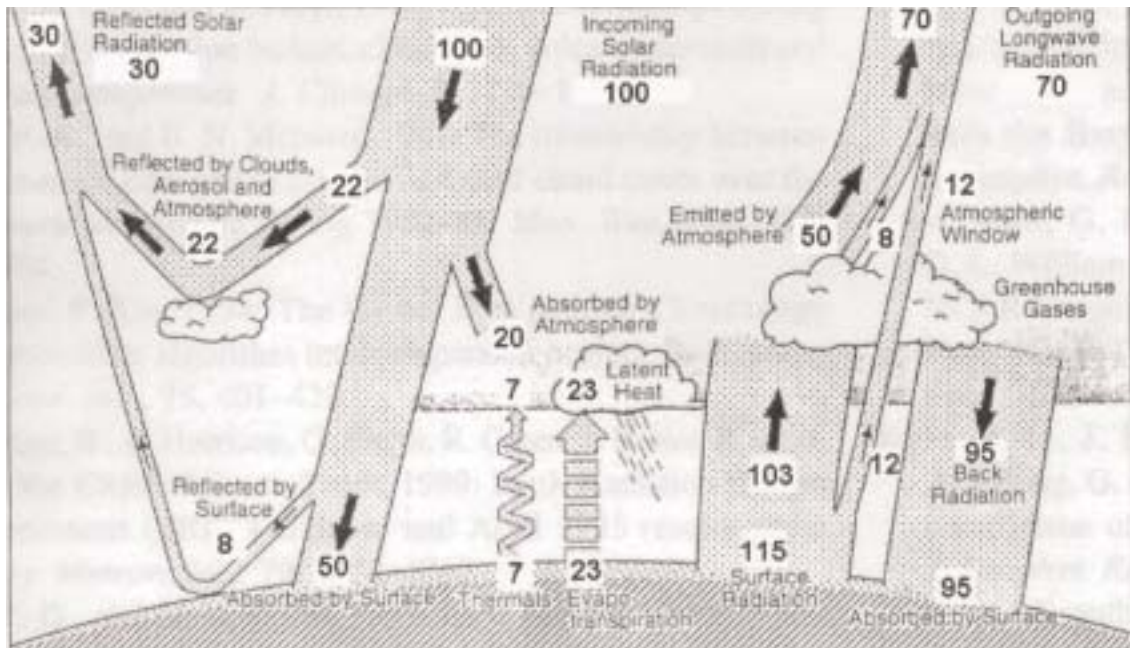 30
Reflected Solar
Radiation
30
100
Incoming
Solar
Radiation
100
70
Outgoing
Longwave
Radiation
70
Reflected by Clouds,
Aerosol and
Atmosphere
22
22
Emitted by
Atmosphere
50
8
12
Atmospheric
Window
20
Absorbed by
Atmosphere
Greenhouse
Gases
7
23
Latent
Heat
Reflected by
Surface
8
50
Absorbed by Surface
7
Thermals
23
Evapo
transpiration
103
115
Surface
Radiation
12
95
Back
Radiation
95
Absorbed by Surface